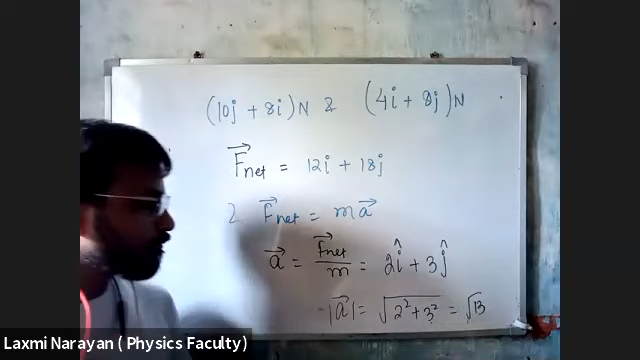 (10j + 8i)N & (4i + 8j)N
F⃗net = 12i + 18j
2 F⃗net = ma⃗
a⃗ = F⃗net/m = 2î + 3ĵ
|a⃗| = √2² + 3² = √13
Laxmi Narayan ( Physics Faculty)